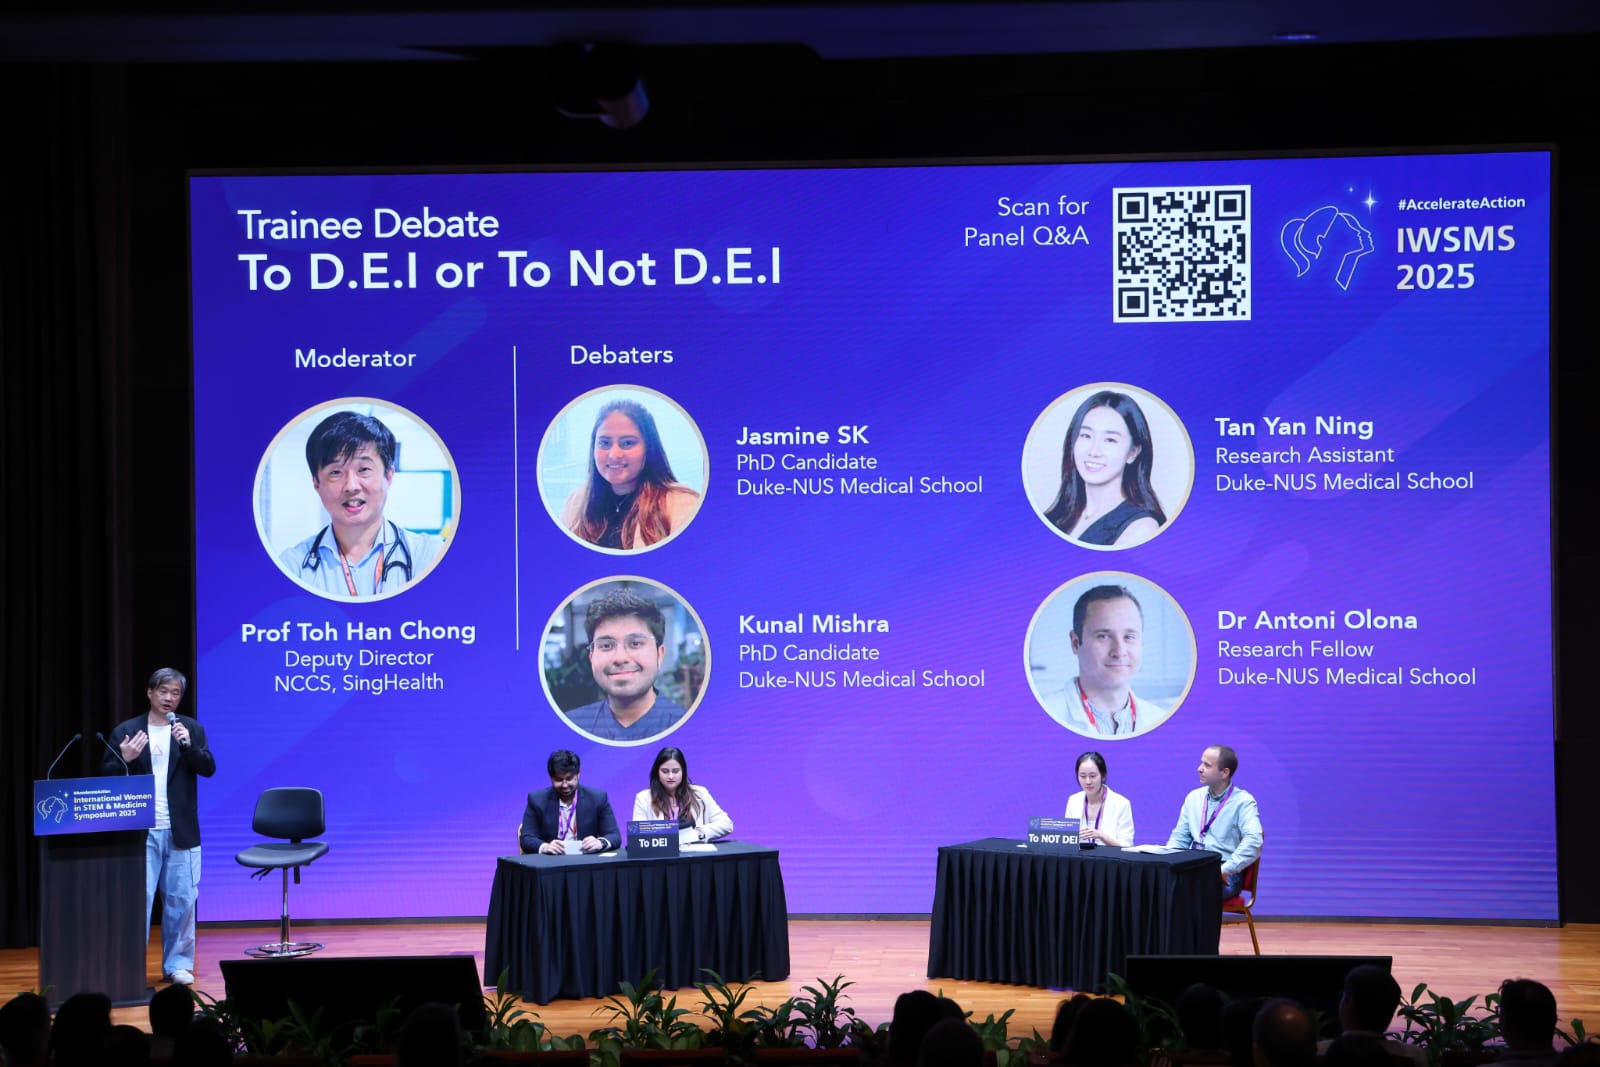 Trainee Debate
To D.E.I or To Not D.E.I
Scan for
Panel Q&A
#AccelerateAction
IWSMS
2025
Moderator
Debaters
Prof Toh Han Chong
Deputy Director
NCCS, SingHealth
Jasmine SK
PhD Candidate
Duke-NUS Medical School
Kunal Mishra
PhD Candidate
Duke-NUS Medical School
Tan Yan Ning
Research Assistant
Duke-NUS Medical School
Dr Antoni Olona
Research Fellow
Duke-NUS Medical School
#AccelerateAction
International Women
in STEM & Medicine
Symposium 2025
To DEI
To NOT DEI